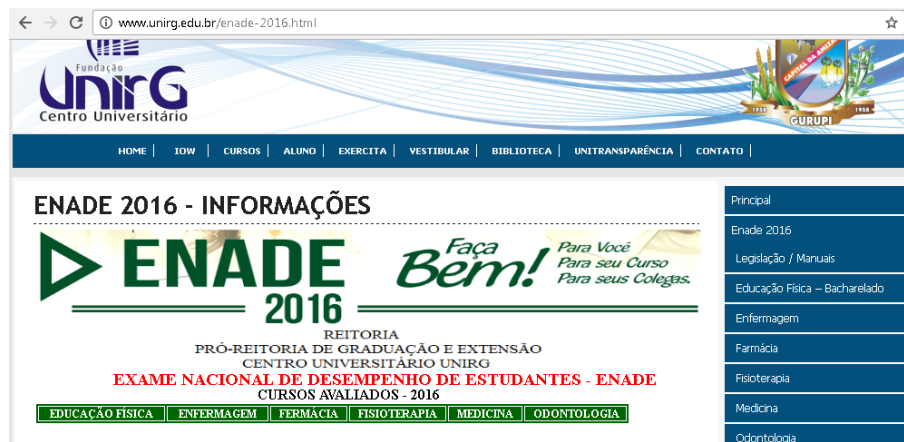 www.unirg.edu.br/enade-2016.html
Fundação
UnirG
Centro Universitário
CAPITAL DA AMIZADE
1958 GURUPI 1958
HOME | IOW | CURSOS | ALUNO | EXERCITA | VESTIBULAR | BIBLIOTECA | UNITRANSPARÊNCIA | CONTATO |
ENADE 2016 - INFORMAÇÕES
ENADE
2016
Faça
Bem!
Para Você
Para seu Curso
Para seus Colegas.
REITORIA
PRÓ-REITORIA DE GRADUAÇÃO E EXTENSÃO
CENTRO UNIVERSITÁRIO UNIRG
EXAME NACIONAL DE DESEMPENHO DE ESTUDANTES - ENADE
CURSOS AVALIADOS - 2016
EDUCAÇÃO FÍSICA ENFERMAGEM FERMÁCIA FISIOTERAPIA MEDICINA ODONTOLOGIA
Principal
Enade 2016
Legislação / Manuais
Educação Física – Bacharelado
Enfermagem
Farmácia
Fisioterapia
Medicina
Odontologia